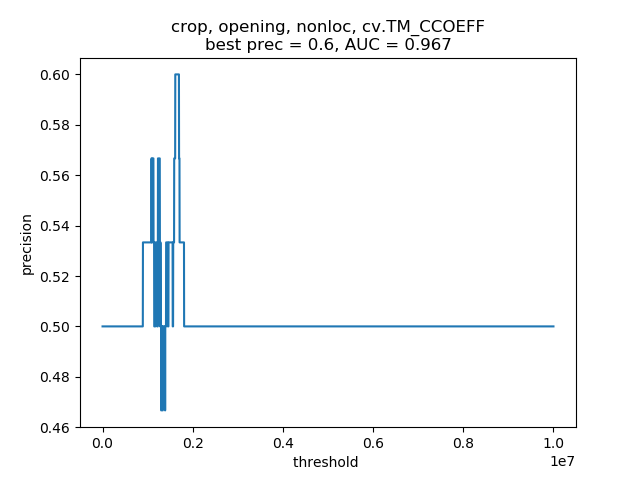 crop, opening, nonloc, cv.TM_CCOEFF
best prec = 0.6, AUC = 0.967
0.60
0.58
0.56
0.54
0.52
0.50
0.48
0.46
precision
0.0 0.2 0.4 0.6 0.8 1.0
1e7
threshold